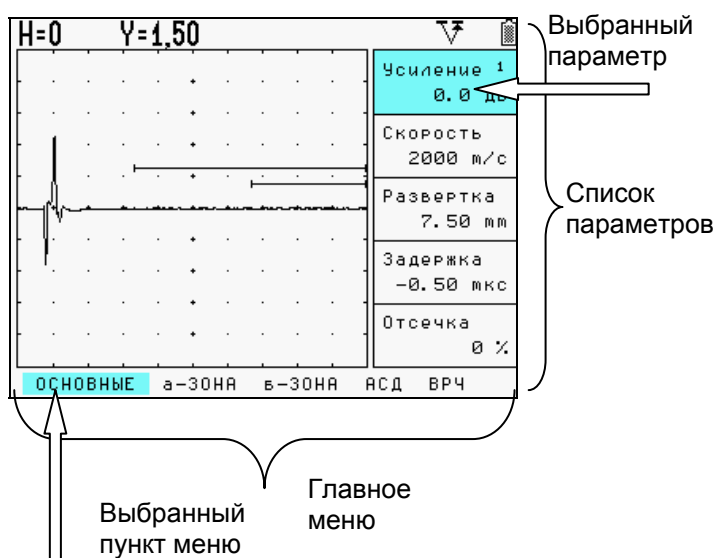 H=0 Y=1,50
Усиление 1
0.0 дБ
Скорость
2000 m/c
Развертка
7.50 mm
Задержка
-0.50 мкс
Отсечка
0 %
ОСНОВНЫЕ а-ЗОНА в-ЗОНА АСД ВРЧ
Выбранный
параметр
Список
параметров
Главное
меню
Выбранный
пункт меню